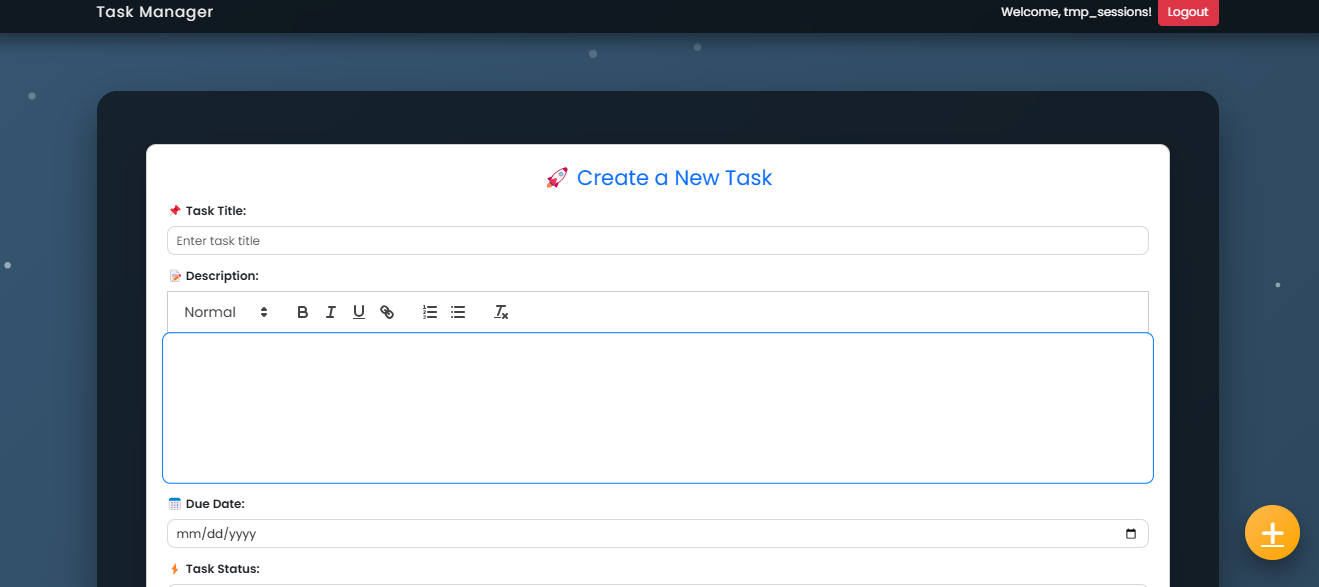 Task Manager
Welcome, tmp_sessions!
Logout
🚀 Create a New Task
📌 Task Title:
Enter task title
📝 Description:
Normal B I U
📅 Due Date:
mm/dd/yyyy
+
⚡ Task Status: